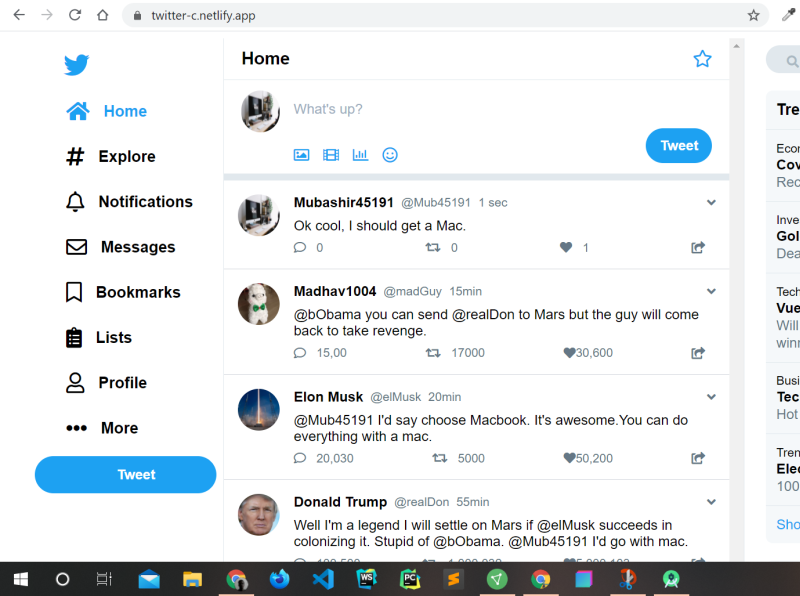 twitter-c.netlify.app
Home
Home
What's up?
Explore
Tweet
Notifications
Messages
Bookmarks
Lists
Profile
More
Tweet
Mubashir45191 @Mub45191 1 sec
Ok cool, I should get a Mac.
0 0 1
Madhav1004 @madGuy 15min
@bObama you can send @realDon to Mars but the guy will come
back to take revenge.
15,00 17000 30,600
Elon Musk @elMusk 20min
@Mub45191 I'd say choose Macbook. It's awesome.You can do
everything with a mac.
20,030 5000 50,200
Donald Trump @realDon 55min
Well I'm a legend I will settle on Mars if @elMusk succeeds in
colonizing it. Stupid of @bObama. @Mub45191 I'd go with mac.
Tre
Econ
Cov
Rec
Inve
Gol
Dea
Tech
Vue
Will
winn
Busi
Tec
Hot
Tren
Elec
100
Sho
WS
PC